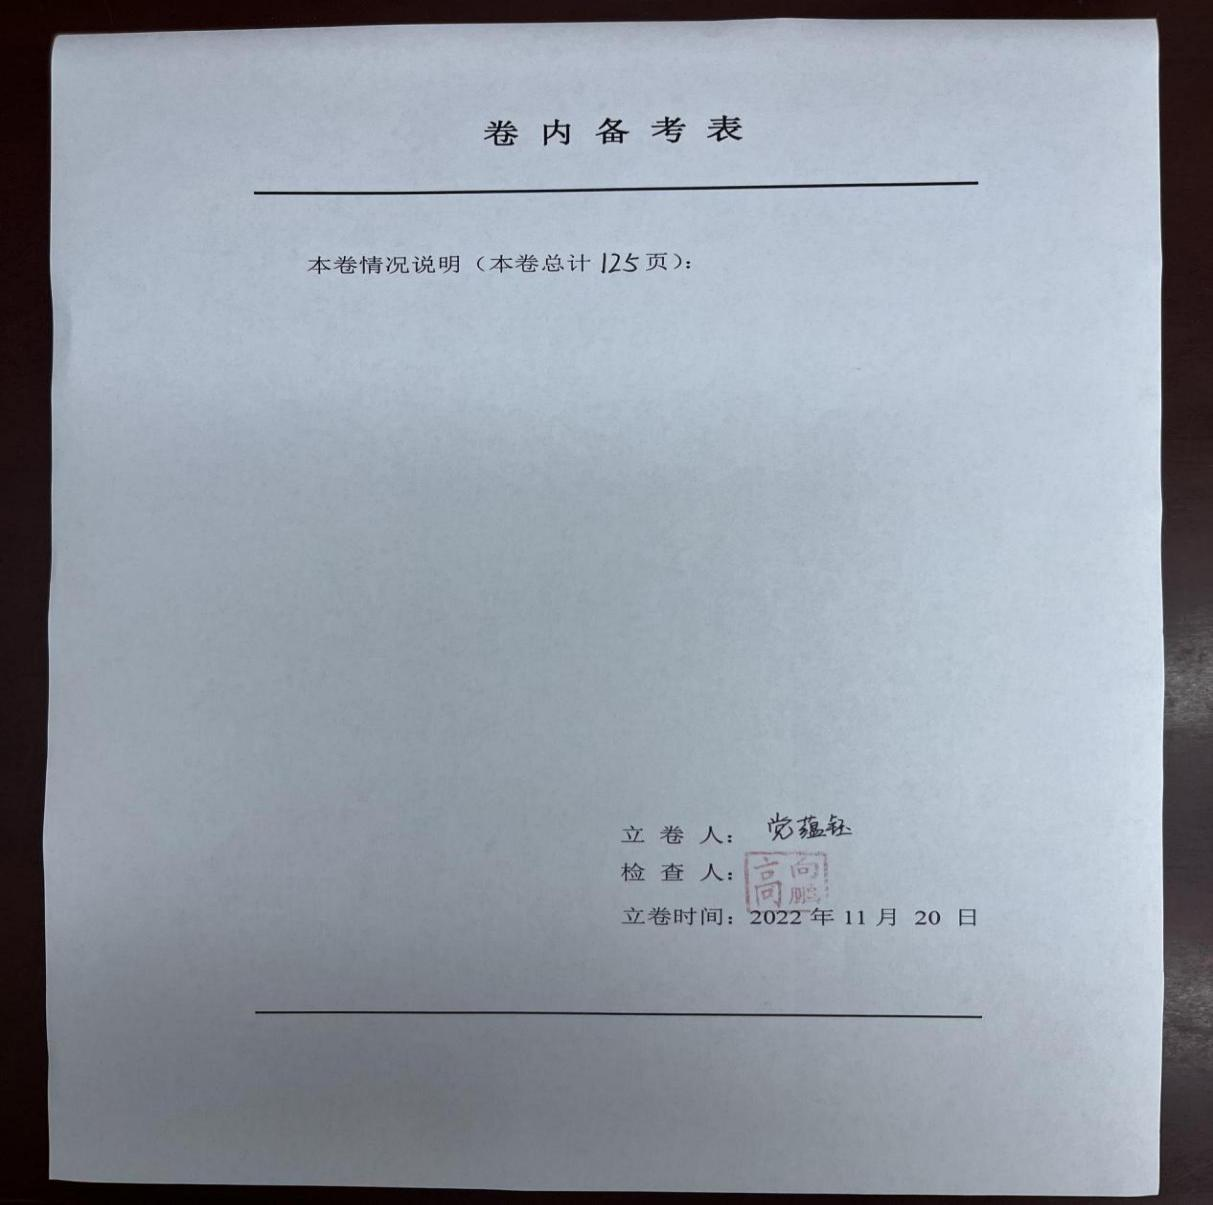 卷内备考表
本卷情况说明（本卷总计125页）：
立卷人：党蕴钰
检查人：高向鹏
立卷时间：2022年11月20日